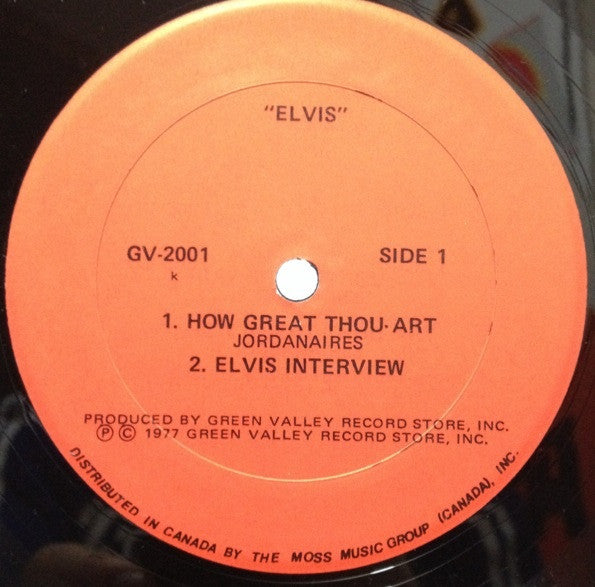 "ELVIS"
GV-2001 SIDE 1
k
1. HOW GREAT THOU·ART
JORDANAIRES
2. ELVIS INTERVIEW
PRODUCED BY GREEN VALLEY RECORD STORE, INC.
Ⓟ © 1977 GREEN VALLEY RECORD STORE, INC.
DISTRIBUTED IN CANADA BY THE MOSS MUSIC GROUP (CANADA), INC.